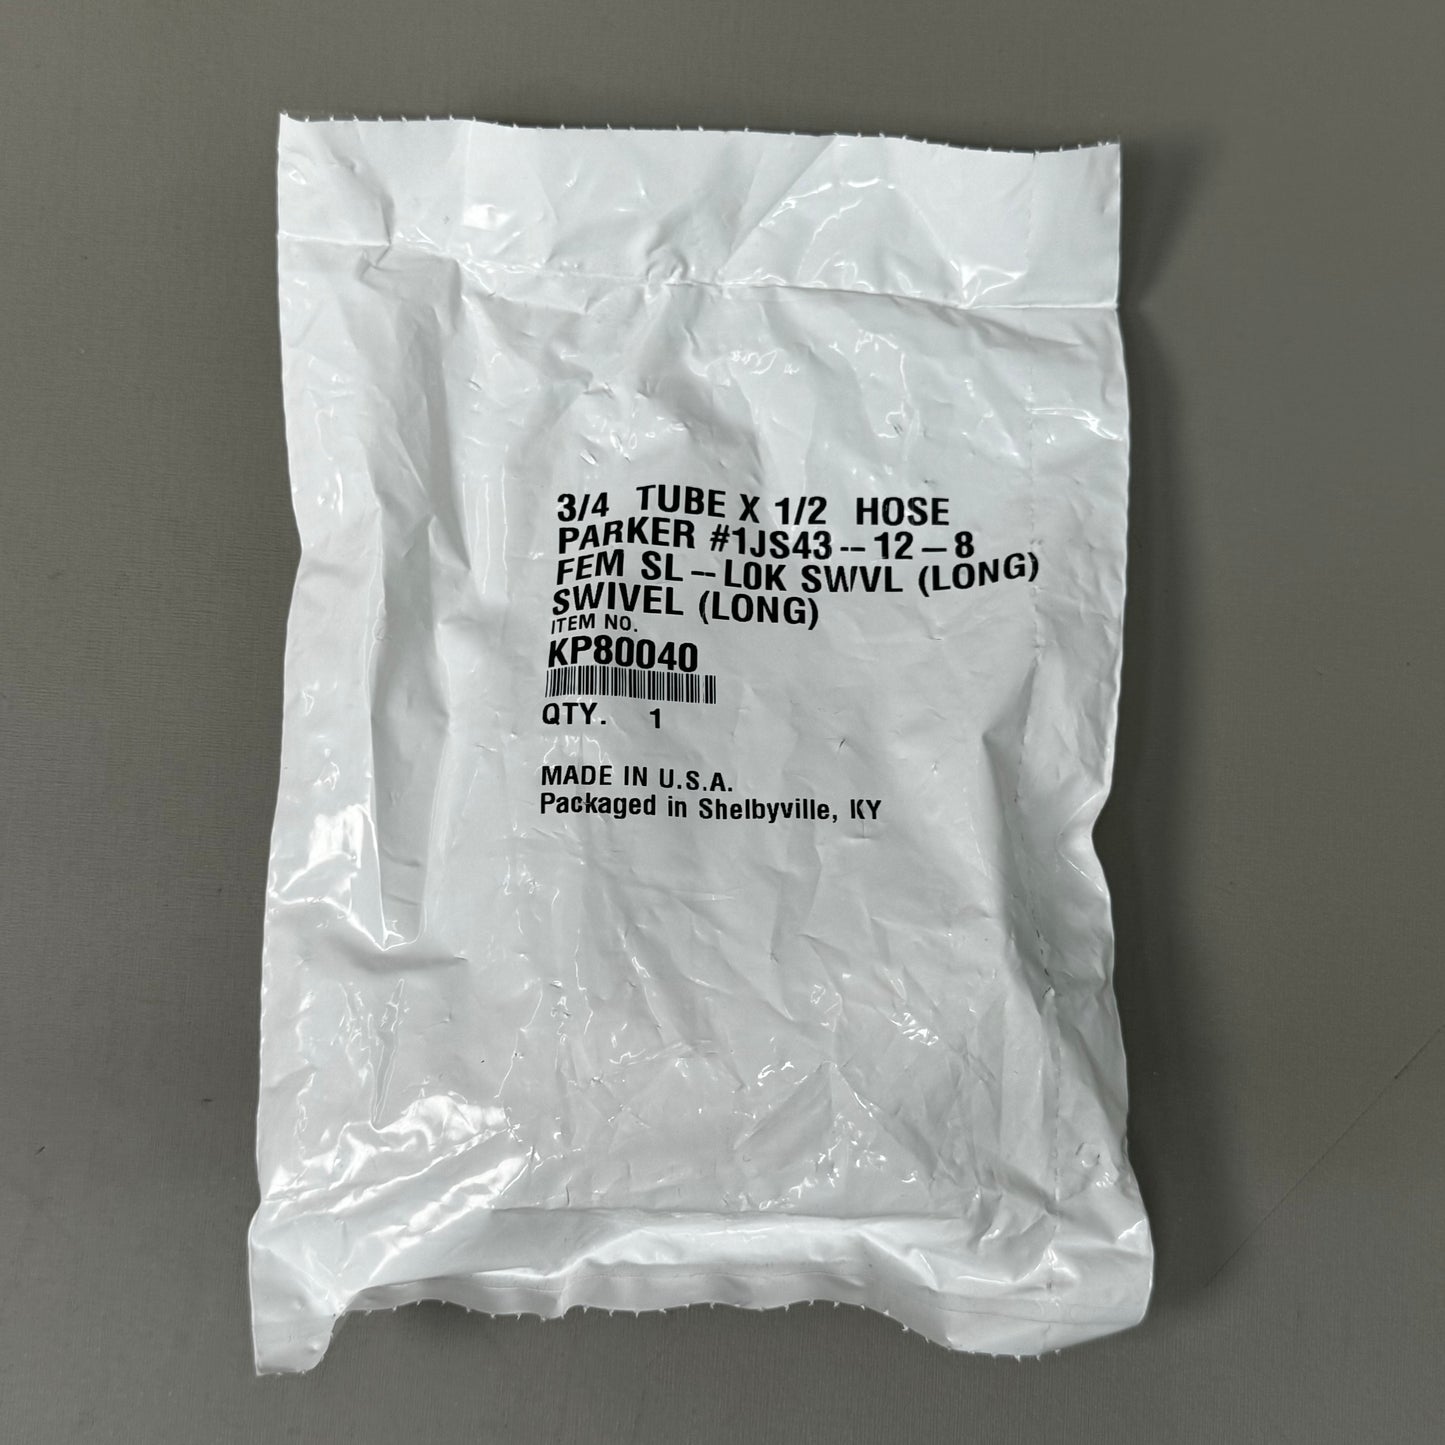 3/4 TUBE X 1/2 HOSE
PARKER #1JS43--12-8
FEM SL-LOK SWVL (LONG)
SWIVEL (LONG)
ITEM NO.
KP80040
QTY. 1
MADE IN U.S.A.
Packaged in Shelbyville, KY